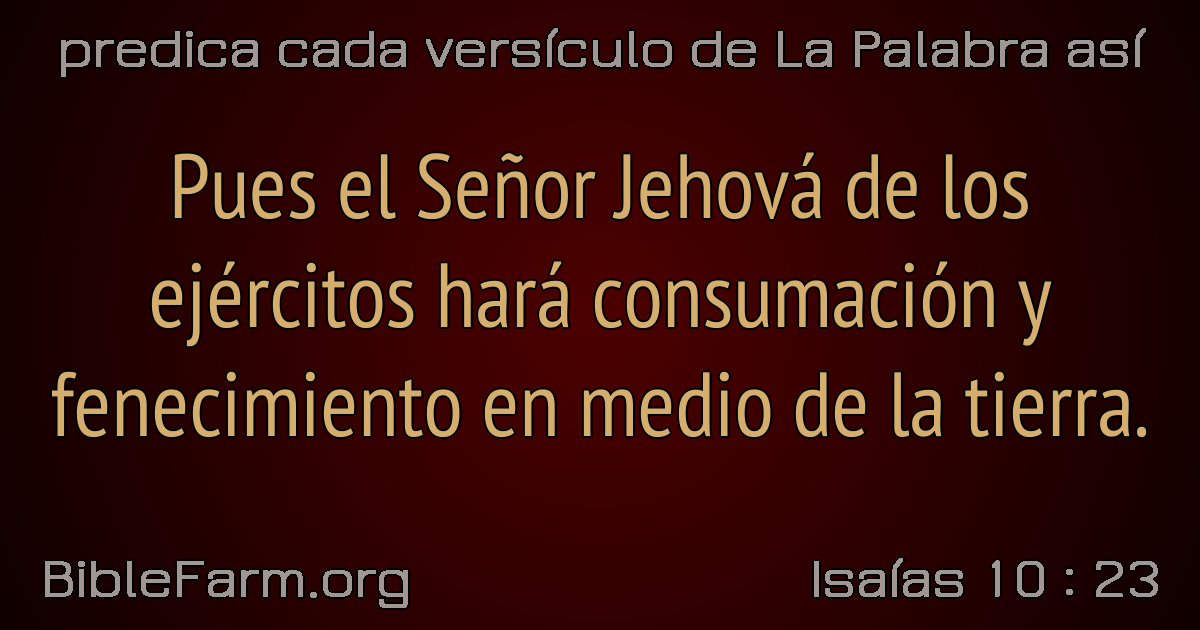 predica cada versículo de La Palabra así
Pues el Señor Jehová de los
ejércitos hará consumación y
fenecimiento en medio de la tierra.
BibleFarm.org
Isaías 10 : 23